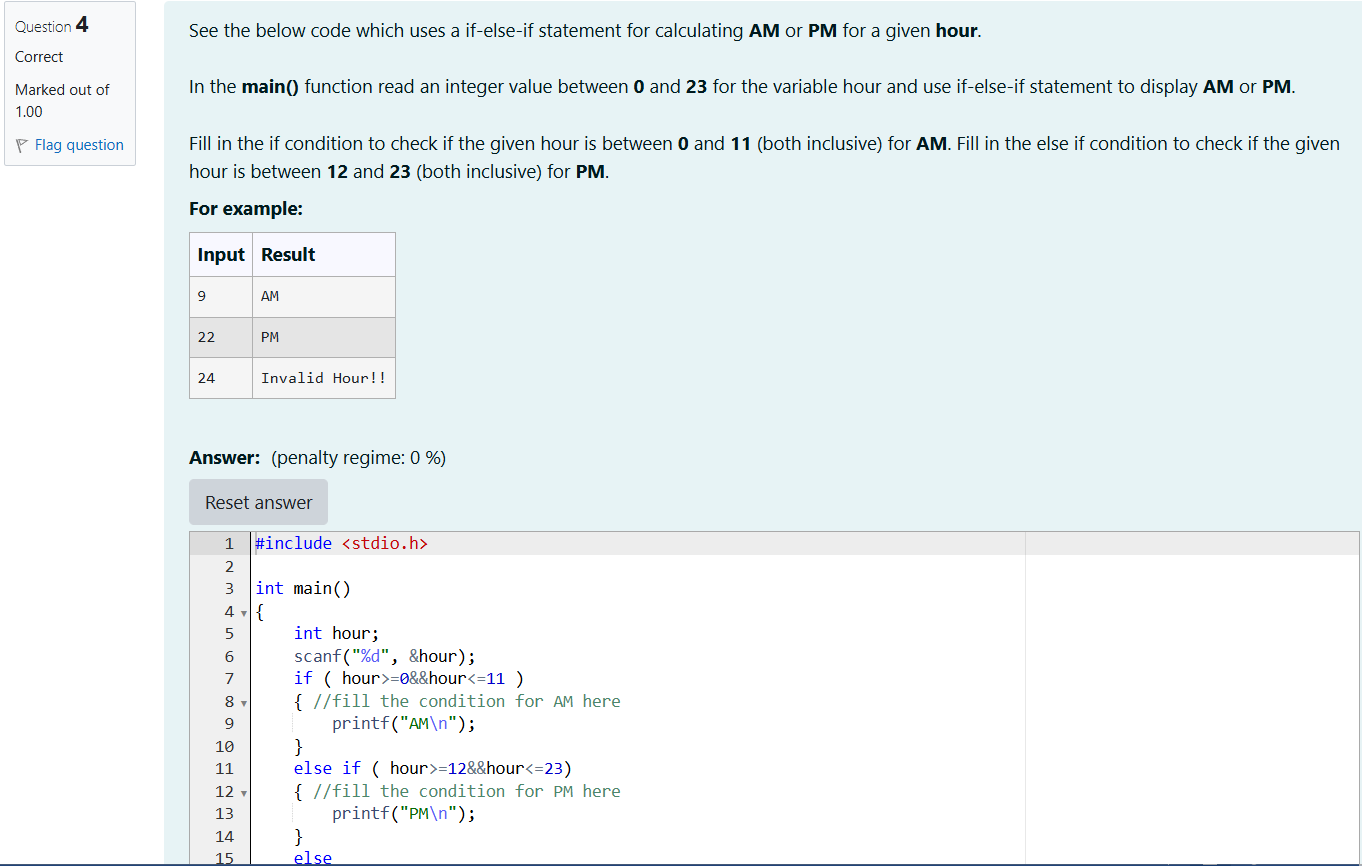 Question 4
Correct
Marked out of
1.00
Flag question
See the below code which uses a if-else-if statement for calculating AM or PM for a given hour.
In the main() function read an integer value between 0 and 23 for the variable hour and use if-else-if statement to display AM or PM.
Fill in the if condition to check if the given hour is between 0 and 11 (both inclusive) for AM. Fill in the else if condition to check if the given
hour is between 12 and 23 (both inclusive) for PM.
For example:
Input Result
9 AM
22 PM
24 Invalid Hour!!
Answer: (penalty regime: 0 %)
Reset answer
1 #include <stdio.h>
2
3 int main()
4 {
5     int hour;
6     scanf("%d", &hour);
7     if ( hour>=0&&hour<=11 )
8     { //fill the condition for AM here
9         printf("AM\n");
10     }
11     else if ( hour>=12&&hour<=23)
12     { //fill the condition for PM here
13         printf("PM\n");
14     }
15     else